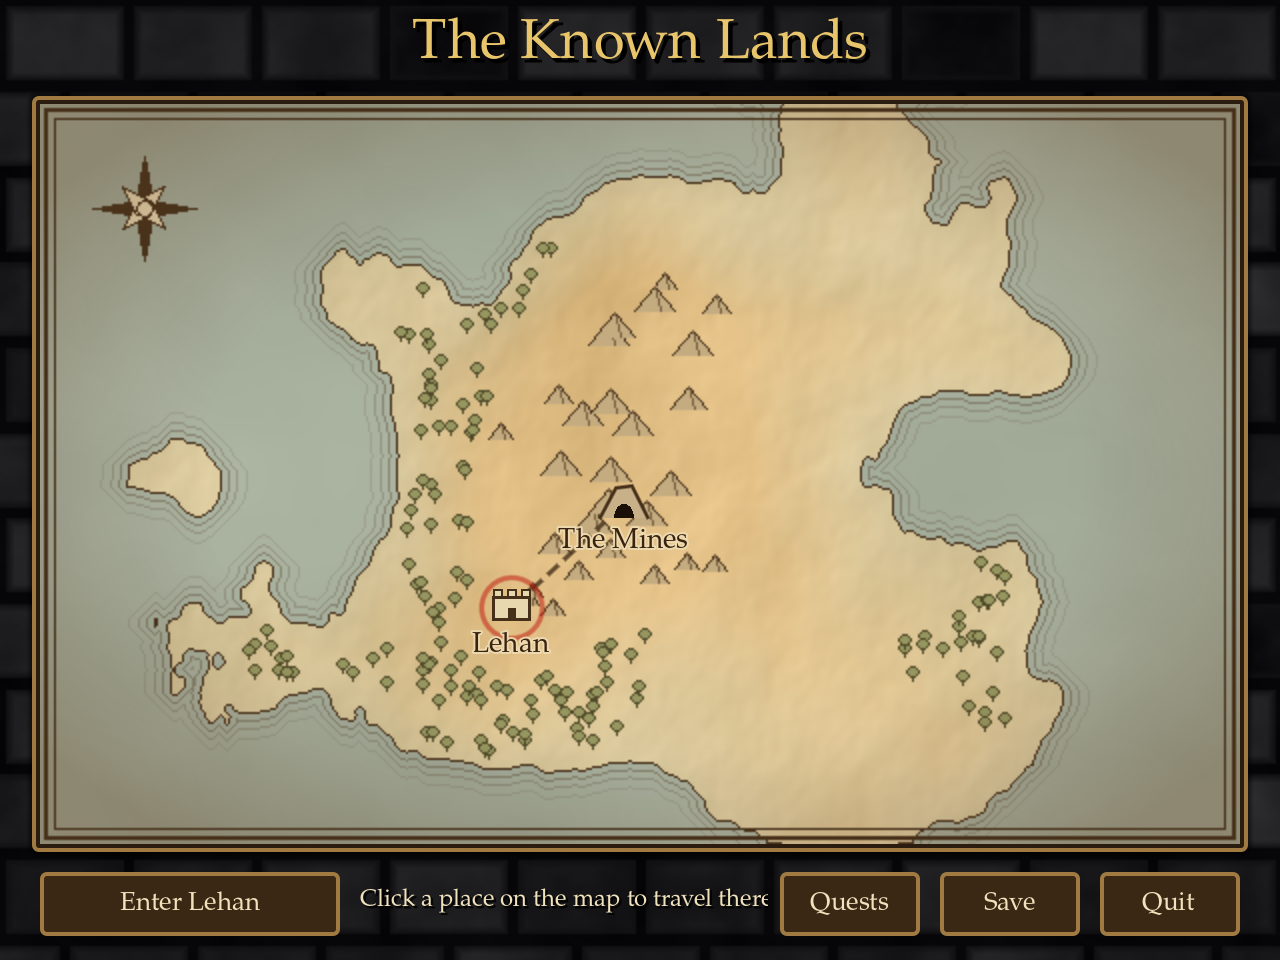 The Known Lands
The Mines
Lehan
Enter Lehan
Click a place on the map to travel there
Quests
Save
Quit